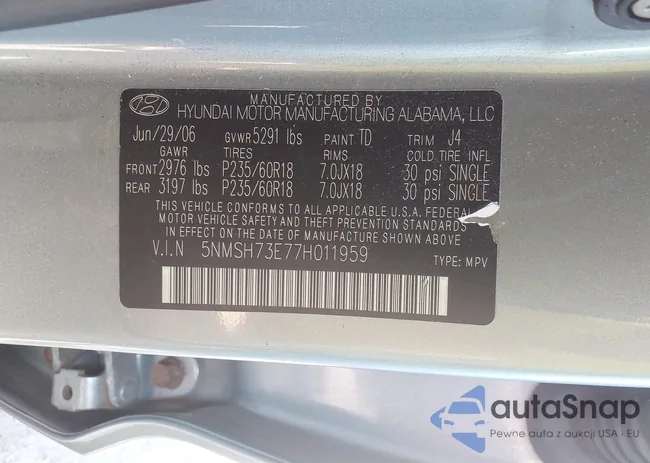 MANUFACTURED BY
HYUNDAI MOTOR MANUFACTURING ALABAMA, LLC
Jun/29/06 GVWR 5291 lbs PAINT TD TRIM J4
GAWR TIRES RIMS COLD TIRE INFL
FRONT 2976 lbs P235/60R18 7.0JX18 30 psi SINGLE
REAR 3197 lbs P235/60R18 7.0JX18 30 psi SINGLE
THIS VEHICLE CONFORMS TO ALL APPLICABLE U.S.A. FEDERAL
MOTOR VEHICLE SAFETY AND THEFT PREVENTION STANDARDS
IN EFFECT ON THE DATE OF MANUFACTURE SHOWN ABOVE.
V.I.N 5NMSH73E77H011959 TYPE: MPV
autoSnap
Pewne auta z aukcji USA i EU